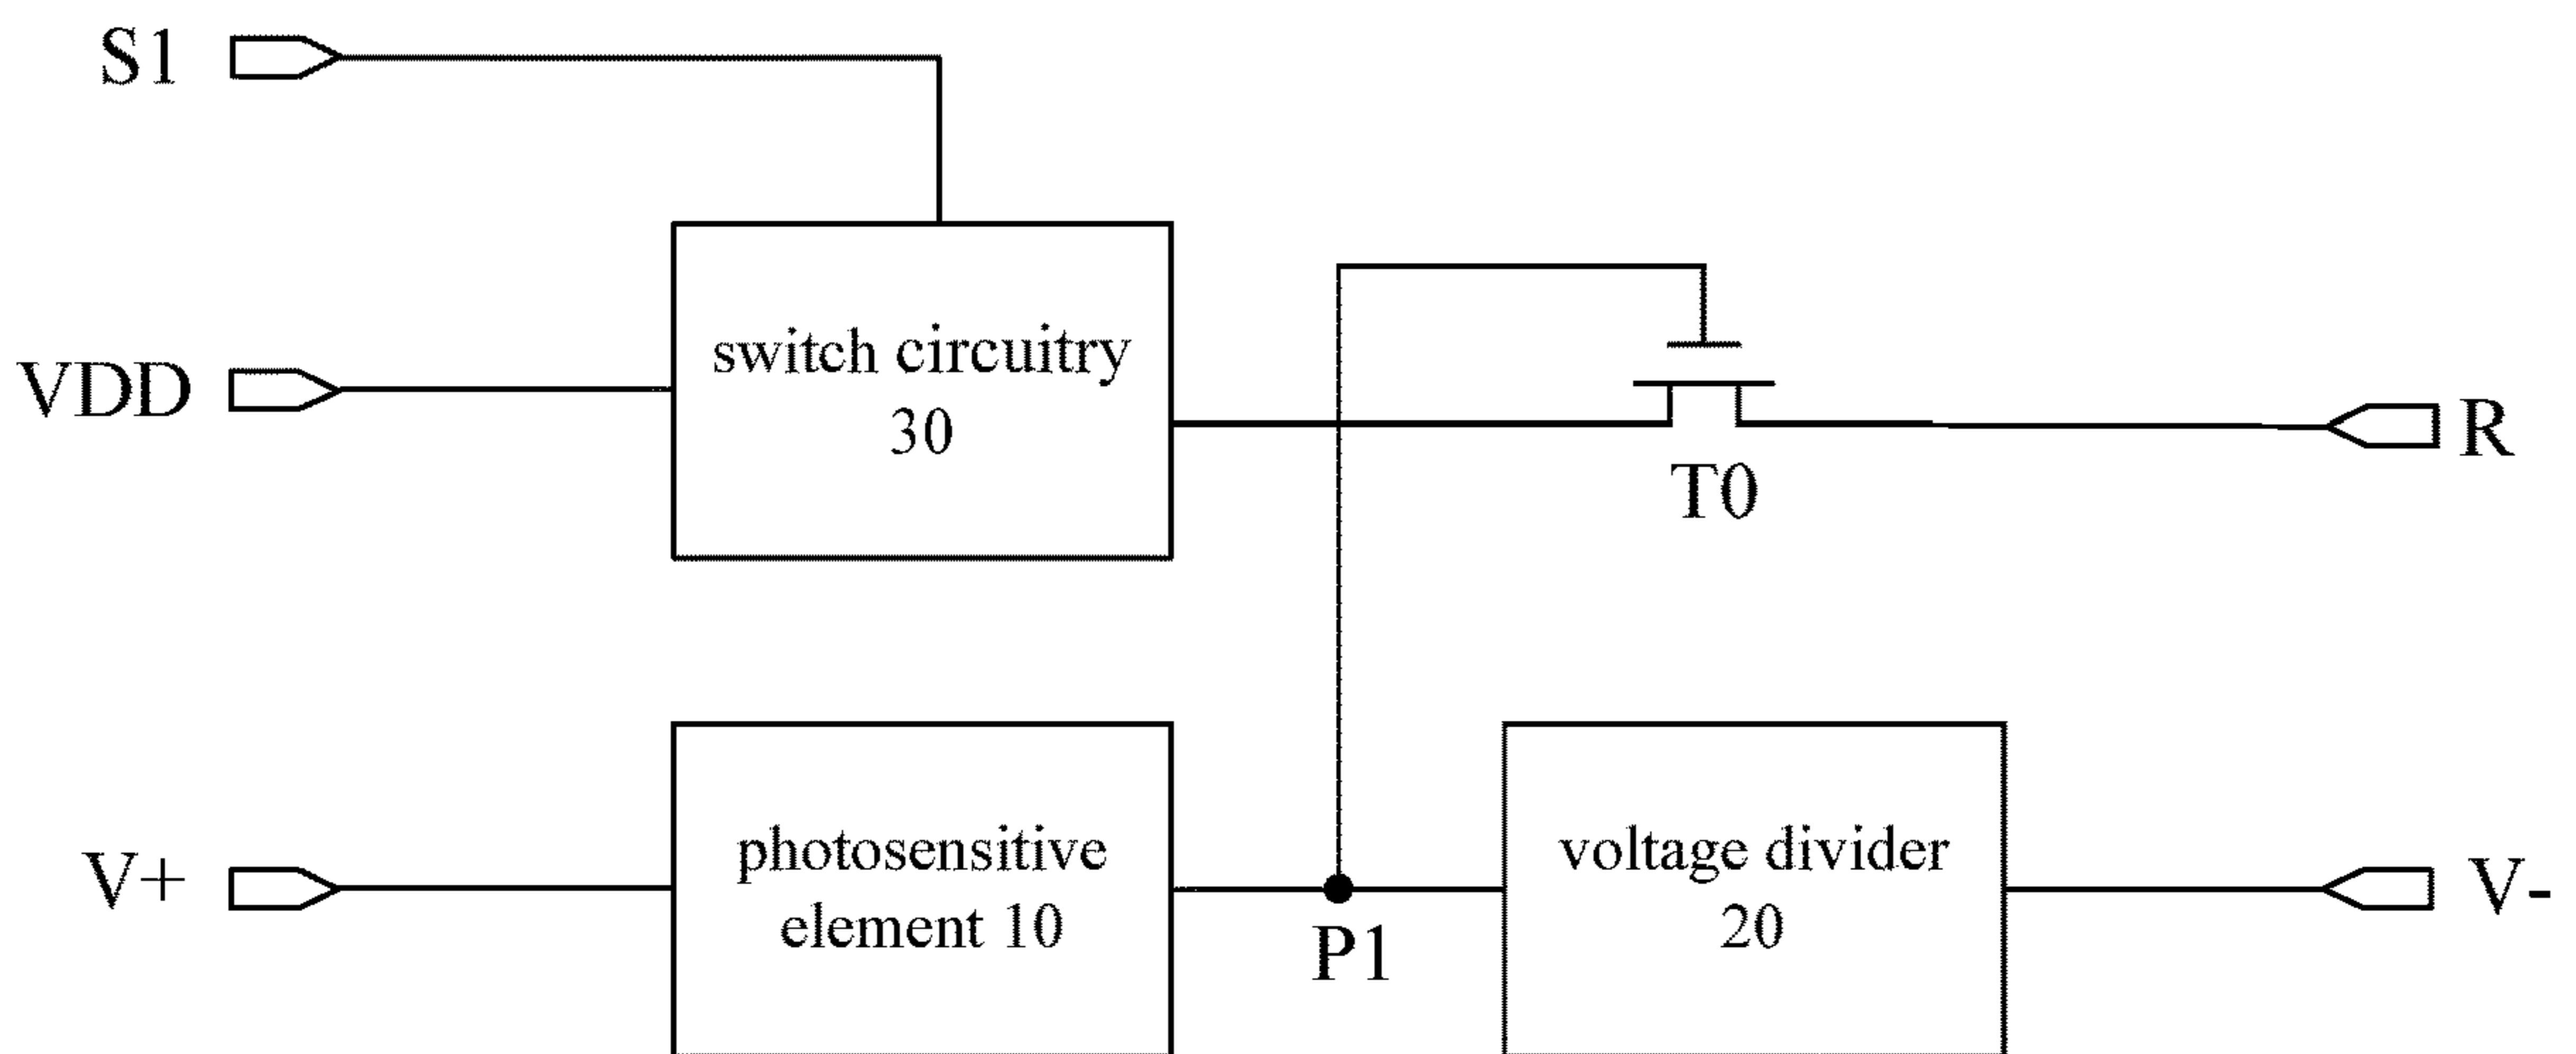 S1
VDD
switch circuitry
30
T0
R
V+
photosensitive
element 10
P1
voltage divider
20
V-